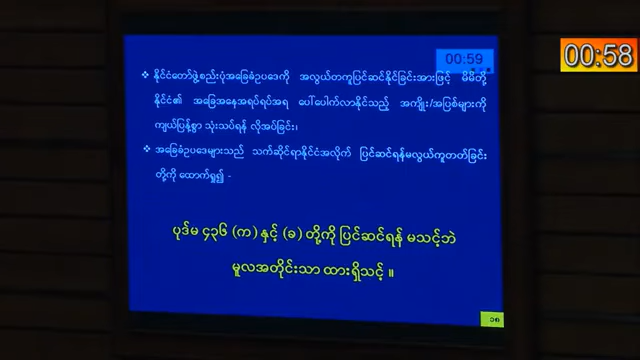 00:59
00:58
❖ နိုင်ငံတော်ဖွဲ့စည်းပုံအခြေခံဥပဒေကို အလွယ်တကူပြင်ဆင်နိုင်ခြင်းအားဖြင့် မိမိတို့
နိုင်ငံ၏ အခြေအနေအရပ်ရပ်အရ ပေါ်ပေါက်လာနိုင်သည့် အကျိုး/အပြစ်များကို
ကျယ်ပြန့်စွာ သုံးသပ်ရန် လိုအပ်ခြင်း၊
❖ အခြေခံဥပဒေများသည် သက်ဆိုင်ရာနိုင်ငံအလိုက် ပြင်ဆင်ရန်မလွယ်ကူတတ်ခြင်း
တို့ကို ထောက်ရှု၍ -
ပုဒ်မ ၄၃၆ (က) နှင့် (ခ) တို့ကို ပြင်ဆင်ရန် မသင့်ဘဲ
မူလအတိုင်းသာ ထားရှိသင့် ။
၁၈